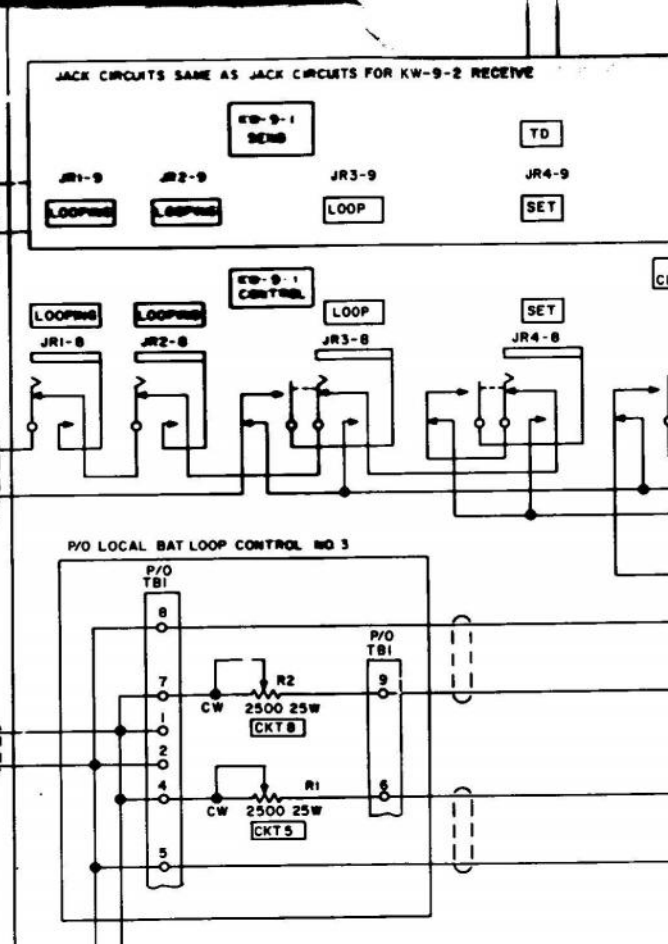 JACK CIRCUITS SAME AS JACK CIRCUITS FOR KW-9-2 RECEIVE
KW-9-1
SEND
TD
JR1-9
JR2-9
JR3-9
JR4-9
LOOPING
LOOPING
LOOP
SET
KW-9-1
CONTROL
LOOPING
LOOPING
LOOP
SET
JR1-8
JR2-8
JR3-8
JR4-8
P/O LOCAL BAT LOOP CONTROL NO 3
P/O
TB1
8
P/O
TB1
7
R2
9
CW
2500 25W
1
CKT 8
2
4
R1
6
CW
2500 25W
CKT 5
5